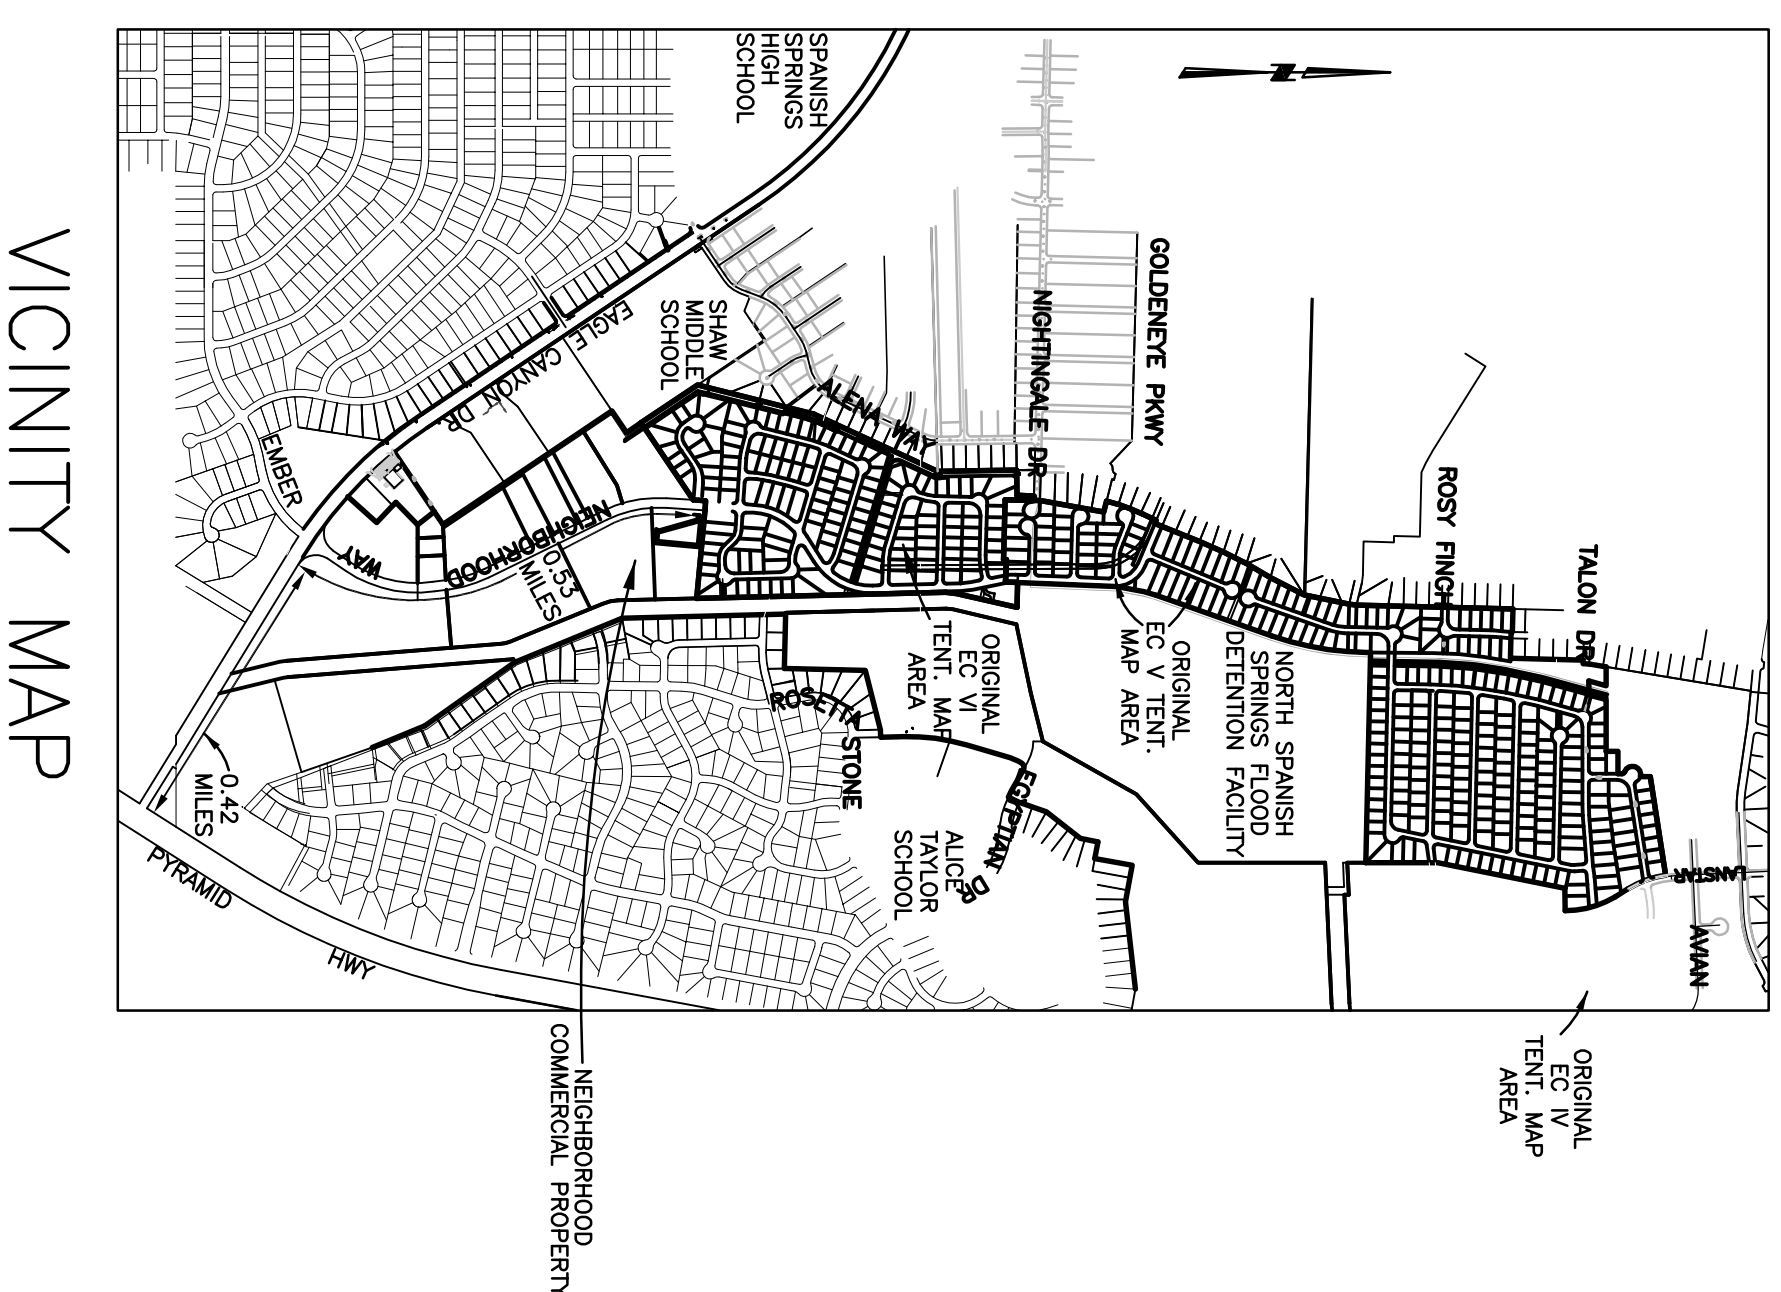 VICINITY MAP
SPANISH
SPRINGS
HIGH
SCHOOL
SHAW
MIDDLE
SCHOOL
EAGLE CANYON DR.
EMBER
NEIGHBORHOOD
WAY
0.53
MILES
0.42
MILES
PYRAMID
HWY
ALENA WAY
NIGHTINGALE DR
GOLDENEYE PKWY
ROSY FINCH
TALON DR
LANSTAR
AVIAN
ORIGINAL
EC VI
TENT. MAP
AREA
ORIGINAL
EC V TENT.
MAP AREA
NORTH SPANISH
SPRINGS FLOOD
DETENTION FACILITY
ROSETTA
STONE
EGYPTIAN DR
ALICE
TAYLOR
SCHOOL
ORIGINAL
EC IV
TENT. MAP
AREA
NEIGHBORHOOD
COMMERCIAL PROPERTY